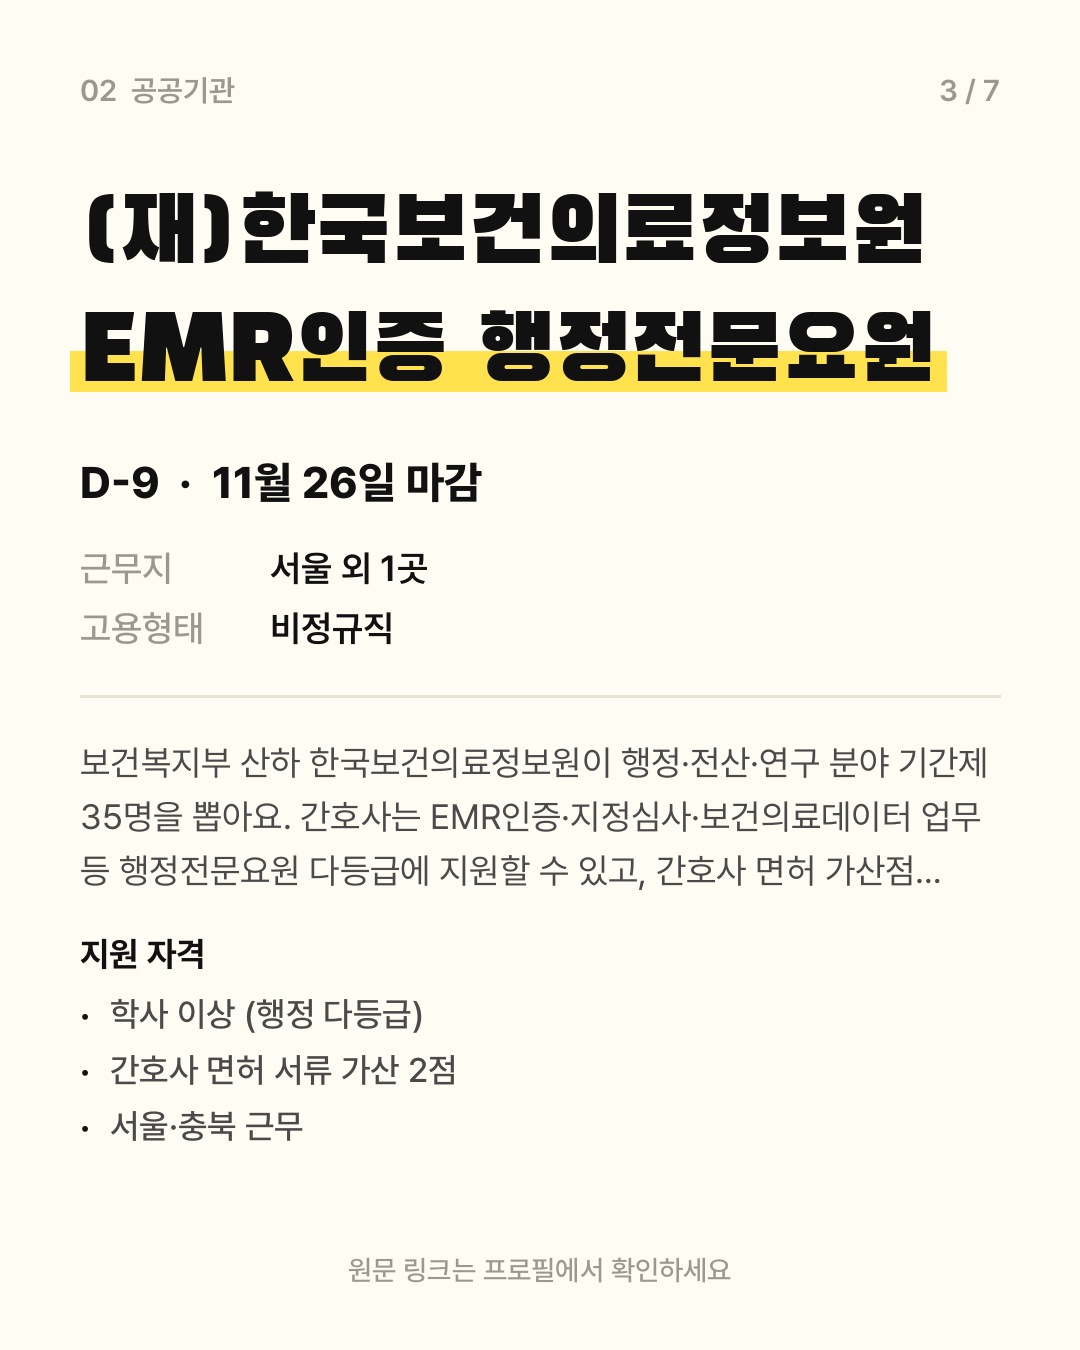 02 공공기관
3 / 7
(재)한국보건의료정보원
EMR인증 행정전문요원
D-9 · 11월 26일 마감
근무지 서울 외 1곳
고용형태 비정규직
보건복지부 산하 한국보건의료정보원이 행정·전산·연구 분야 기간제
35명을 뽑아요. 간호사는 EMR인증·지정심사·보건의료데이터 업무
등 행정전문요원 다등급에 지원할 수 있고, 간호사 면허 가산점...
지원 자격
· 학사 이상 (행정 다등급)
· 간호사 면허 서류 가산 2점
· 서울·충북 근무
원문 링크는 프로필에서 확인하세요